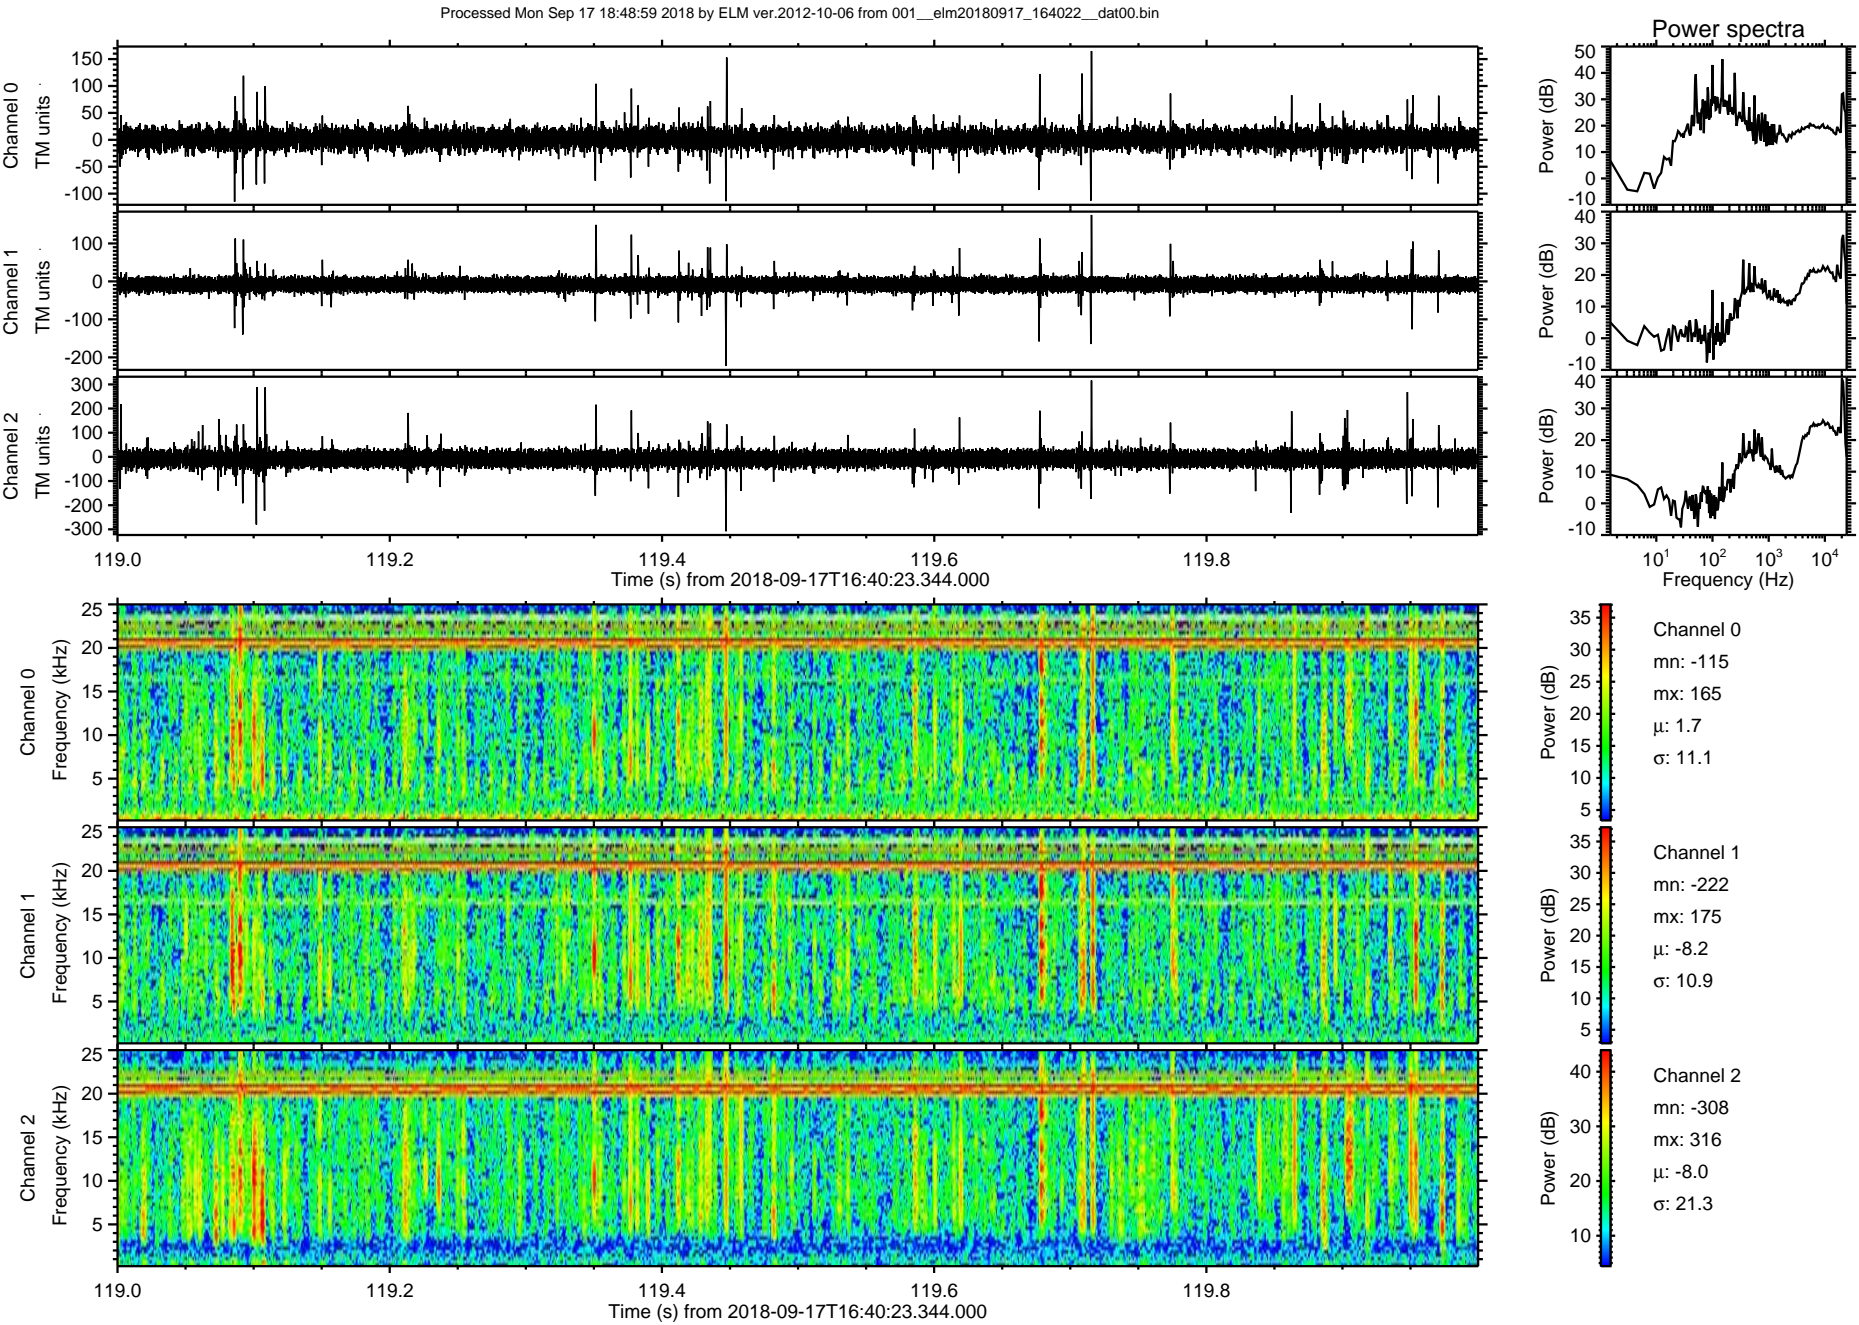 Processed Mon Sep 17 18:48:59 2018 by ELM ver.2012-10-06 from 001__elm20180917_164022__dat00.bin
Power spectra
Channel 0
TM units
150
100
50
0
-50
-100
Power (dB)
50
40
30
20
10
0
-10
Channel 1
TM units
100
0
-100
-200
Power (dB)
40
30
20
10
0
-10
Channel 2
TM units
300
200
100
0
-100
-200
-300
Power (dB)
40
30
20
10
0
-10
119.0 119.2 119.4 119.6 119.8
Time (s) from 2018-09-17T16:40:23.344.000
10¹ 10² 10³ 10⁴
Frequency (Hz)
Channel 0
Frequency (kHz)
25
20
15
10
5
Power (dB)
35
30
25
20
15
10
5
Channel 0
mn: -115
mx: 165
μ: 1.7
σ: 11.1
Channel 1
Frequency (kHz)
25
20
15
10
5
Power (dB)
35
30
25
20
15
10
5
Channel 1
mn: -222
mx: 175
μ: -8.2
σ: 10.9
Channel 2
Frequency (kHz)
25
20
15
10
5
Power (dB)
40
30
20
10
Channel 2
mn: -308
mx: 316
μ: -8.0
σ: 21.3
119.0 119.2 119.4 119.6 119.8
Time (s) from 2018-09-17T16:40:23.344.000